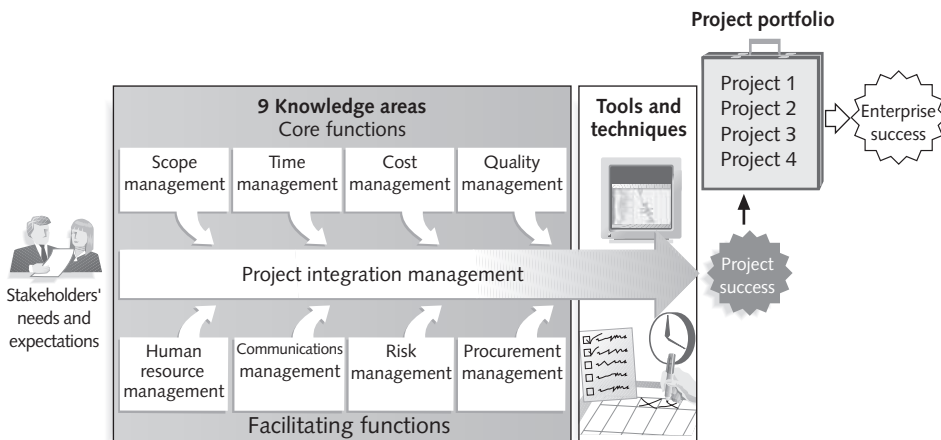 Project portfolio
Project 1
Project 2
Project 3
Project 4
Enterprise
success
9 Knowledge areas
Core functions
Tools and
techniques
Scope
management
Time
management
Cost
management
Quality
management
Stakeholders'
needs and
expectations
Project integration management
Project
success
Human
resource
management
Communications
management
Risk
management
Procurement
management
Facilitating functions